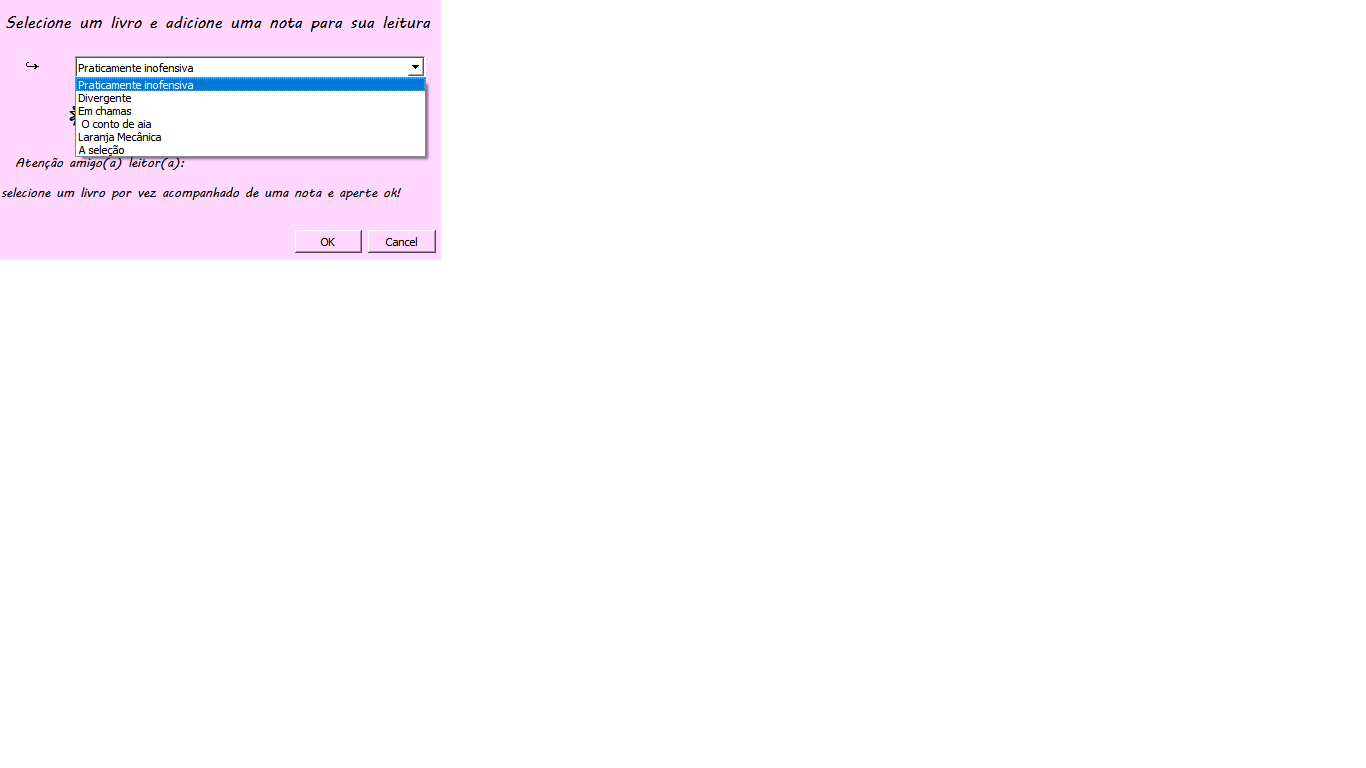 Selecione um livro e adicione uma nota para sua leitura
↪
Praticamente inofensiva
Praticamente inofensiva
Divergente
Em chamas
O conto de aia
Laranja Mecânica
A seleção
Atenção amigo(a) leitor(a):
selecione um livro por vez acompanhado de uma nota e aperte ok!
OK Cancel